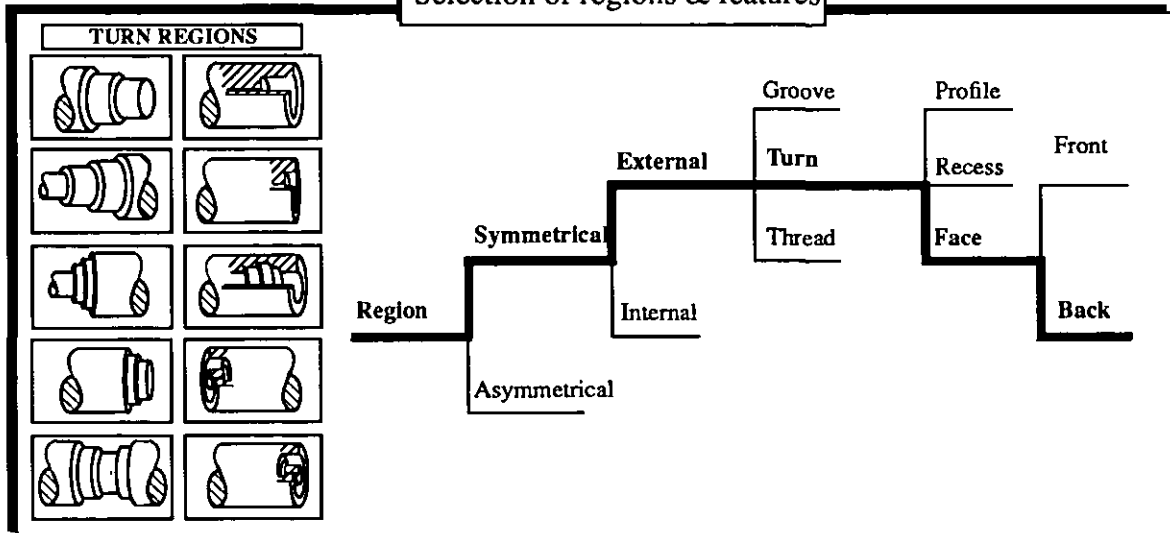 Selection of regions & features
TURN REGIONS
Groove
Profile
Front
External
Turn
Recess
Symmetrical
Thread
Face
Region
Internal
Back
Asymmetrical